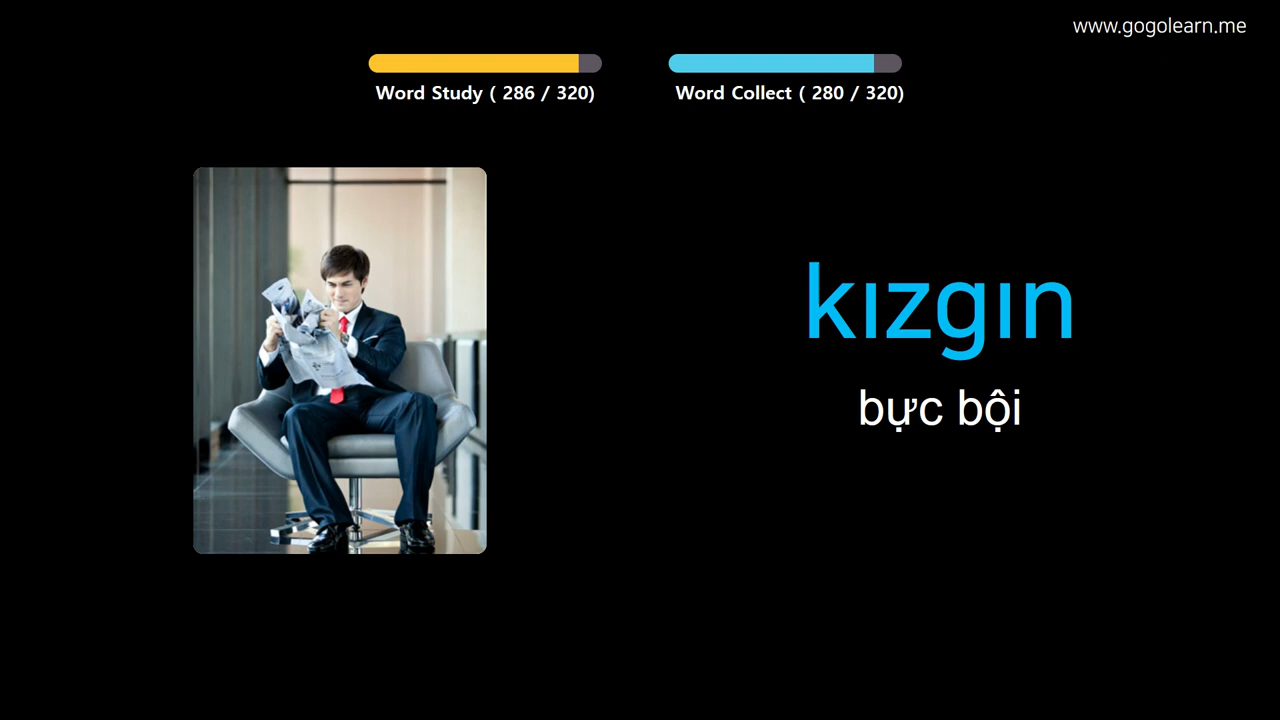 www.gogolearn.me
Word Study ( 286 / 320)
Word Collect ( 280 / 320)
kızgın
bực bội